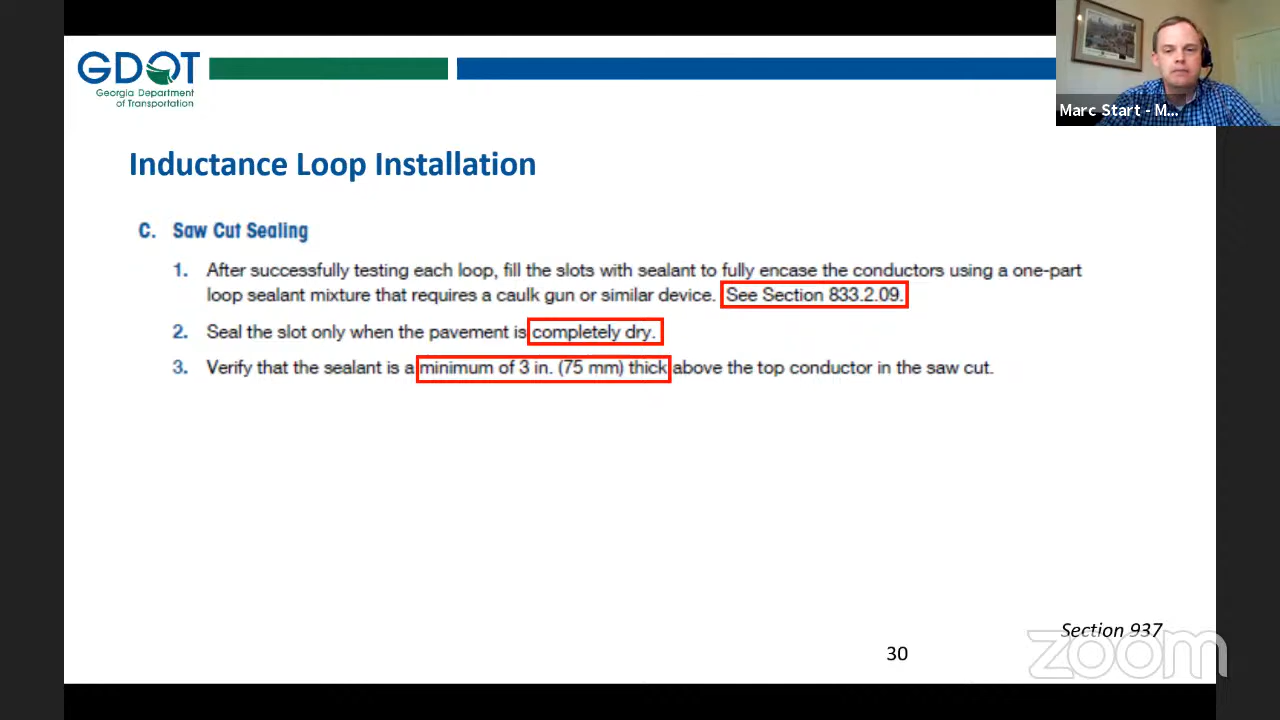 GDOT
Georgia Department
of Transportation
Marc Start - M...
Inductance Loop Installation
C. Saw Cut Sealing
1. After successfully testing each loop, fill the slots with sealant to fully encase the conductors using a one-part
loop sealant mixture that requires a caulk gun or similar device. See Section 833.2.09.
2. Seal the slot only when the pavement is completely dry.
3. Verify that the sealant is a minimum of 3 in. (75 mm) thick above the top conductor in the saw cut.
Section 937
30
zoom